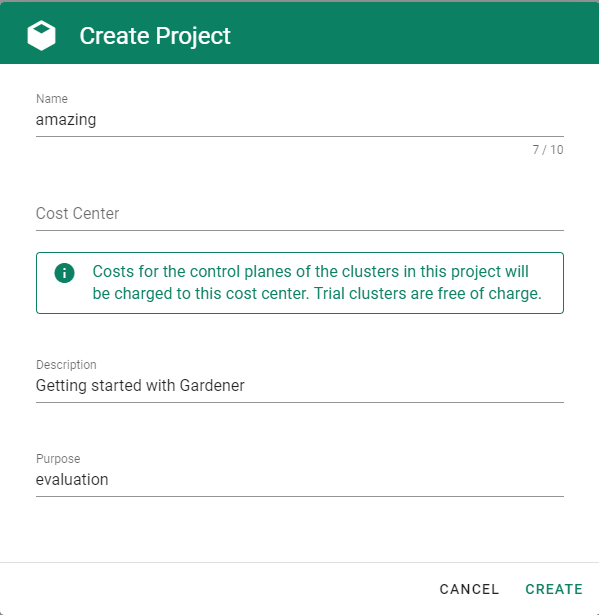 Create Project
Name
amazing
7 / 10
Cost Center
Costs for the control planes of the clusters in this project will
be charged to this cost center. Trial clusters are free of charge.
Description
Getting started with Gardener
Purpose
evaluation
CANCEL CREATE